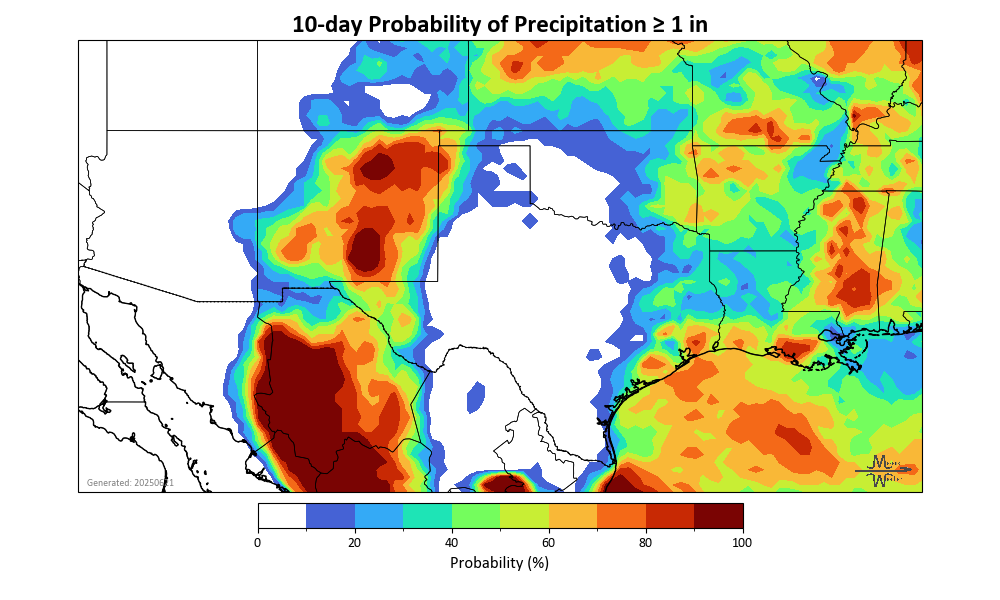 10-day Probability of Precipitation ≥ 1 in
Generated: 20250621
0 20 40 60 80 100
Probability (%)